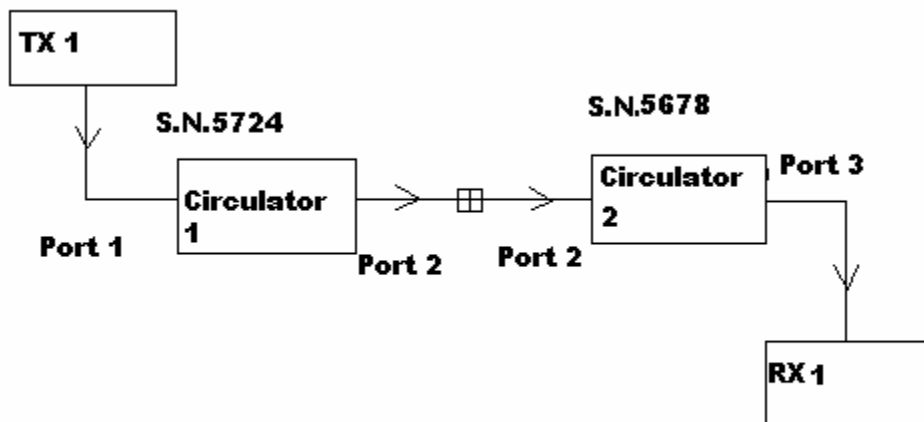 TX 1
S.N.5724
S.N.5678
Circulator
1
Circulator
2
Port 3
Port 1
Port 2
Port 2
RX 1